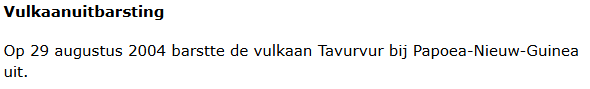 Vulkaanuitbarsting
Op 29 augustus 2004 barstte de vulkaan Tavurvur bij Papoea-Nieuw-Guinea
uit.